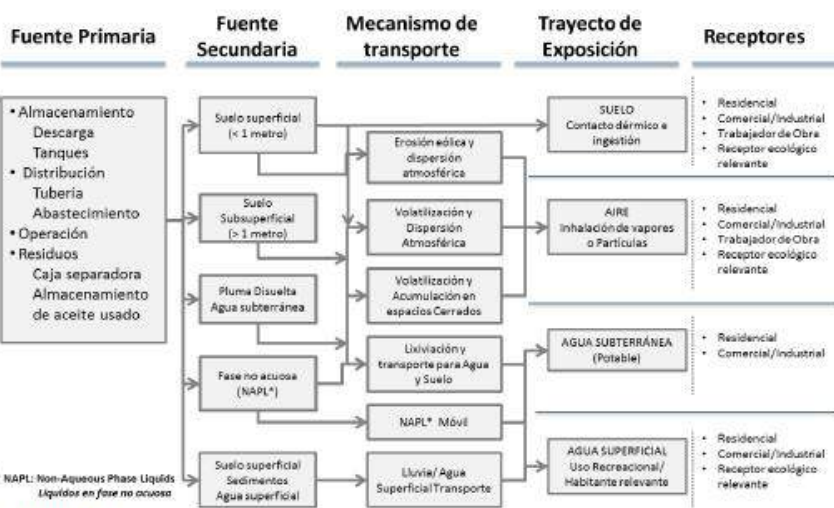 Fuente Primaria
Fuente
Secundaria
Mecanismo de
transporte
Trayecto de
Exposición
Receptores
• Almacenamiento
Descarga
Tanques
• Distribución
Tuberia
Abastecimiento
• Operación
• Residuos
Caja separadora
Almacenamiento
de aceite usado
Suelo superficial
(< 1 metro)
Suelo
Subsuperficial
(> 1 metro)
Pluma Disuelta
Agua subterránea
Fase no acuosa
(NAPL*)
Suelo superficial
Sedimentos
Agua superficial
Erosión eólica y
dispersión
atmosférica
Volatilización y
Dispersión
Atmosférica
Volatilización y
Acumulación en
espacios Cerrados
Lixiviación y
transporte para Agua
y Suelo
NAPL* Móvil
Lluvia/ Agua
Superficial Transporte
SUELO
Contacto dérmico e
ingestión
AIRE
Inhalación de vapores
o Partículas
AGUA SUBTERRÁNEA
(Potable)
AGUA SUPERFICIAL
Uso Recreacional/
Habitante relevante
• Residencial
• Comercial/Industrial
• Trabajador de Obra
• Receptor ecológico
relevante
• Residencial
• Comercial/Industrial
• Trabajador de Obra
• Receptor ecológico
relevante
• Residencial
• Comercial/Industrial
• Residencial
• Comercial/Industrial
• Receptor ecológico
relevante
NAPL: Non-Aqueous Phase Liquids
Liquidos en fase no acuosa